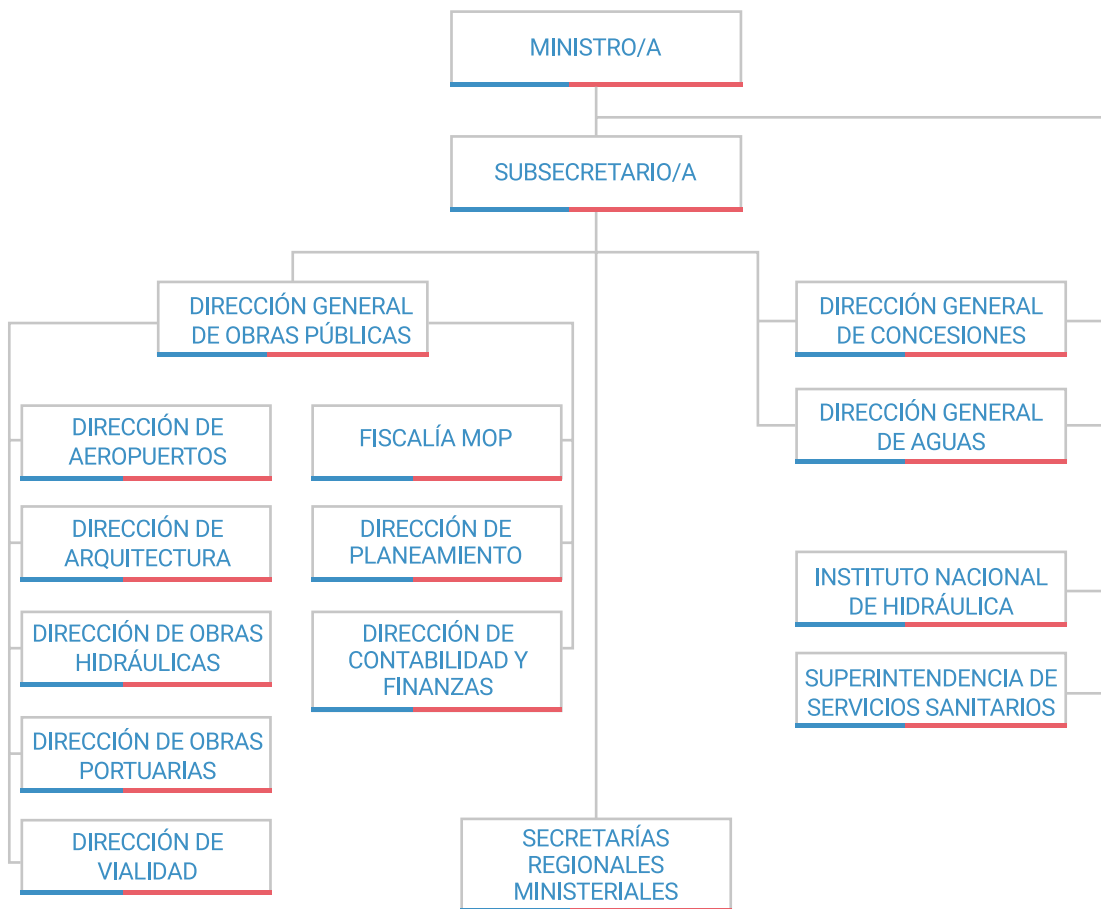 MINISTRO/A
SUBSECRETARIO/A
DIRECCIÓN GENERAL
DE OBRAS PÚBLICAS
DIRECCIÓN GENERAL
DE CONCESIONES
DIRECCIÓN GENERAL
DE AGUAS
DIRECCIÓN DE
AEROPUERTOS
FISCALÍA MOP
DIRECCIÓN DE
ARQUITECTURA
DIRECCIÓN DE
PLANEAMIENTO
INSTITUTO NACIONAL
DE HIDRÁULICA
DIRECCIÓN DE OBRAS
HIDRÁULICAS
DIRECCIÓN DE
CONTABILIDAD Y
FINANZAS
SUPERINTENDENCIA DE
SERVICIOS SANITARIOS
DIRECCIÓN DE OBRAS
PORTUARIAS
DIRECCIÓN DE
VIALIDAD
SECRETARÍAS
REGIONALES
MINISTERIALES